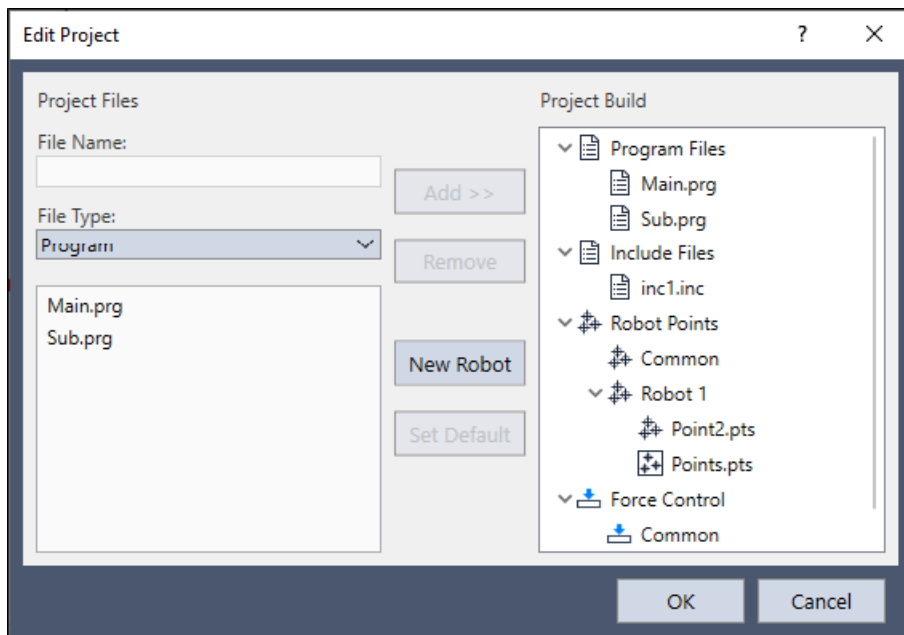 Edit Project
?
Project Files
File Name:
File Type:
Program
Main.prg
Sub.prg
Add >>
Remove
New Robot
Set Default
Project Build
Program Files
Main.prg
Sub.prg
Include Files
inc1.inc
Robot Points
Common
Robot 1
Point2.pts
Points.pts
Force Control
Common
OK
Cancel